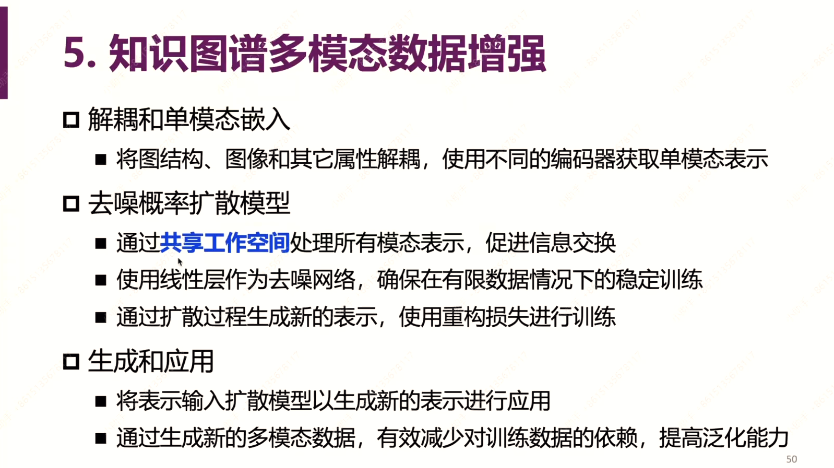 5. 知识图谱多模态数据增强
解耦和单模态嵌入
将图结构、图像和其它属性解耦，使用不同的编码器获取单模态表示
去噪概率扩散模型
通过共享工作空间处理所有模态表示，促进信息交换
使用线性层作为去噪网络，确保在有限数据情况下的稳定训练
通过扩散过程生成新的表示，使用重构损失进行训练
生成和应用
将表示输入扩散模型以生成新的表示进行应用
通过生成新的多模态数据，有效减少对训练数据的依赖，提高泛化能力
50